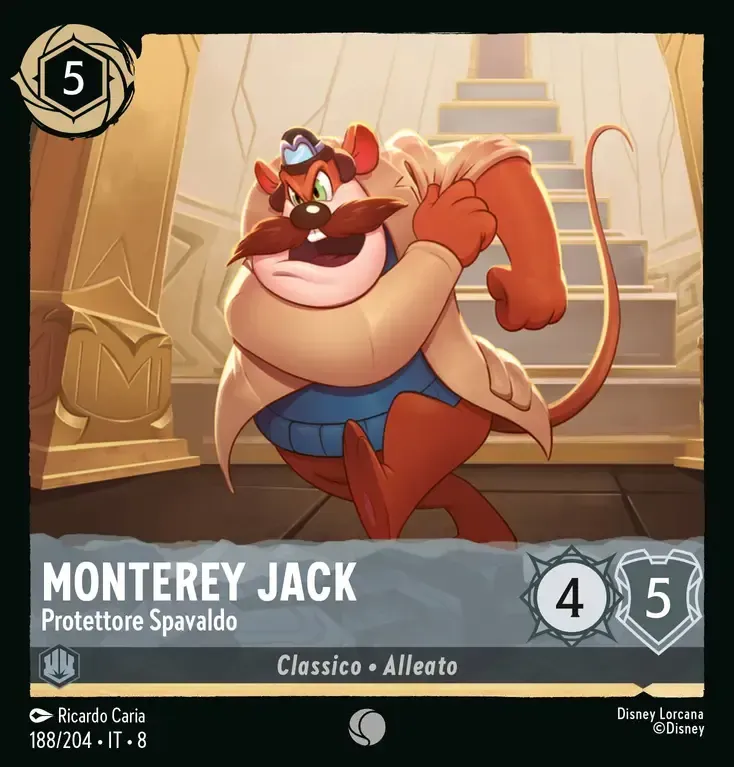 5
M
MONTEREY JACK
Protettore Spavaldo
4
5
Classico • Alleato
Ricardo Caria
188/204 • IT • 8
Disney Lorcana
©Disney